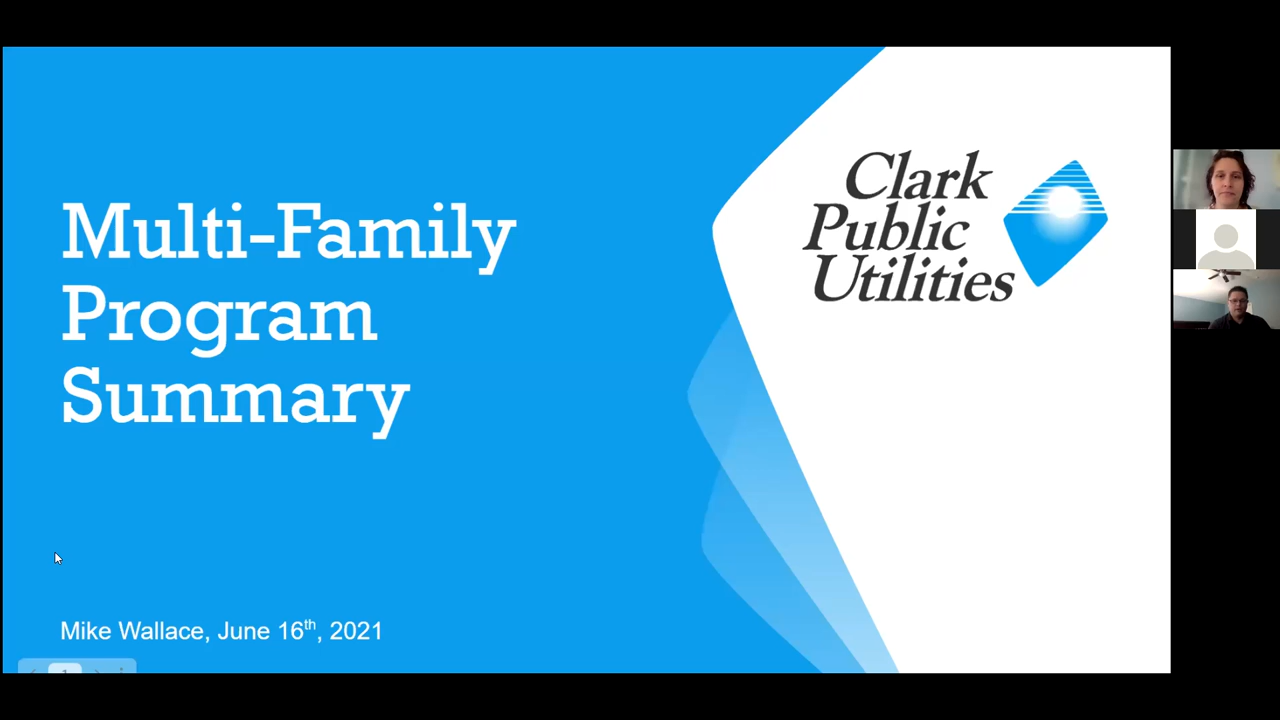 Multi-Family
Program
Summary
Clark
Public
Utilities
Mike Wallace, June 16th, 2021